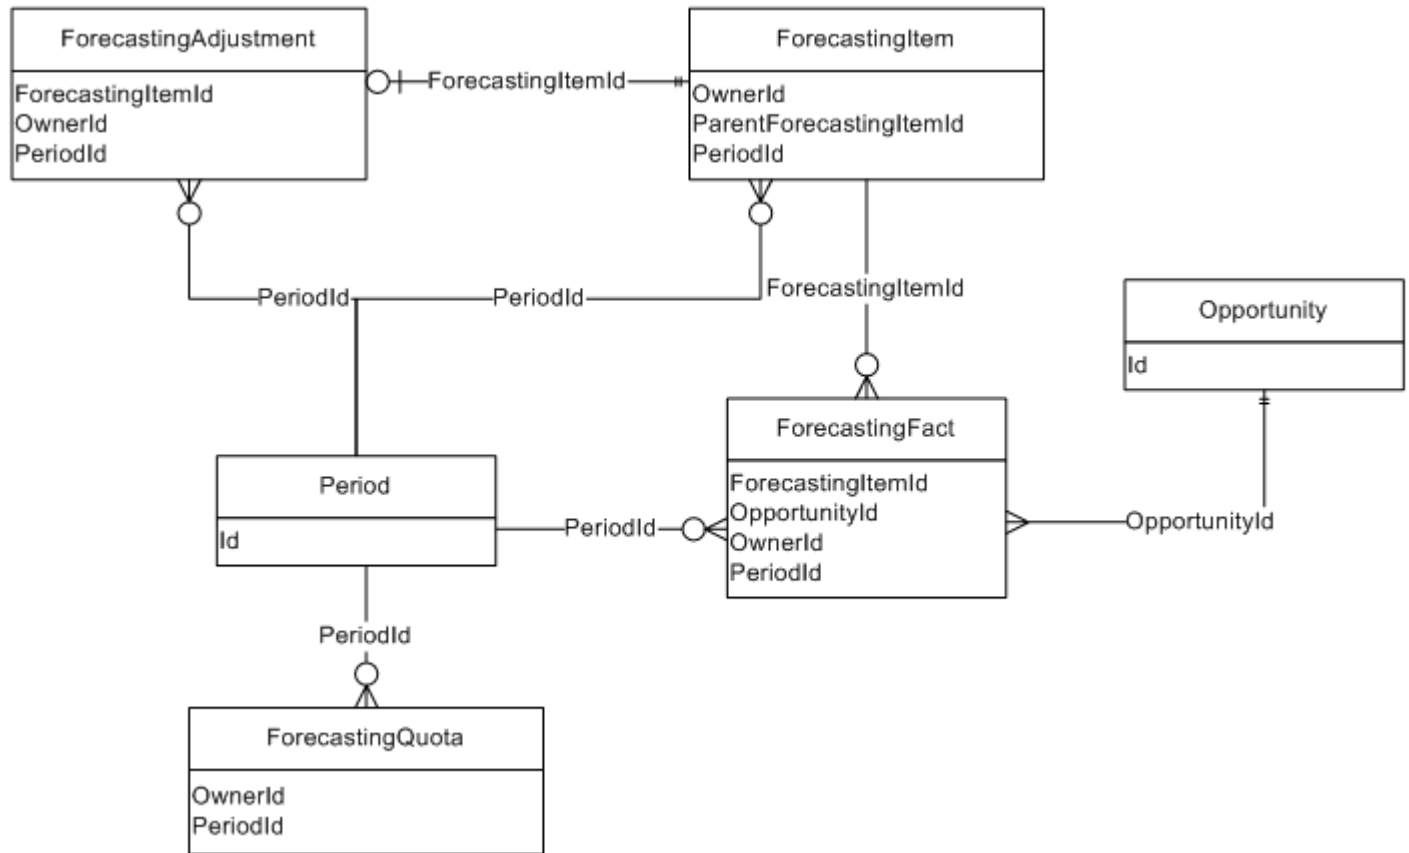 ForecastingAdjustment
ForecastingItemId
OwnerId
PeriodId
ForecastingItemId
ForecastingItem
OwnerId
ParentForecastingItemId
PeriodId
PeriodId
PeriodId
ForecastingItemId
Opportunity
Id
ForecastingFact
ForecastingItemId
OpportunityId
OwnerId
PeriodId
OpportunityId
Period
Id
PeriodId
PeriodId
ForecastingQuota
OwnerId
PeriodId